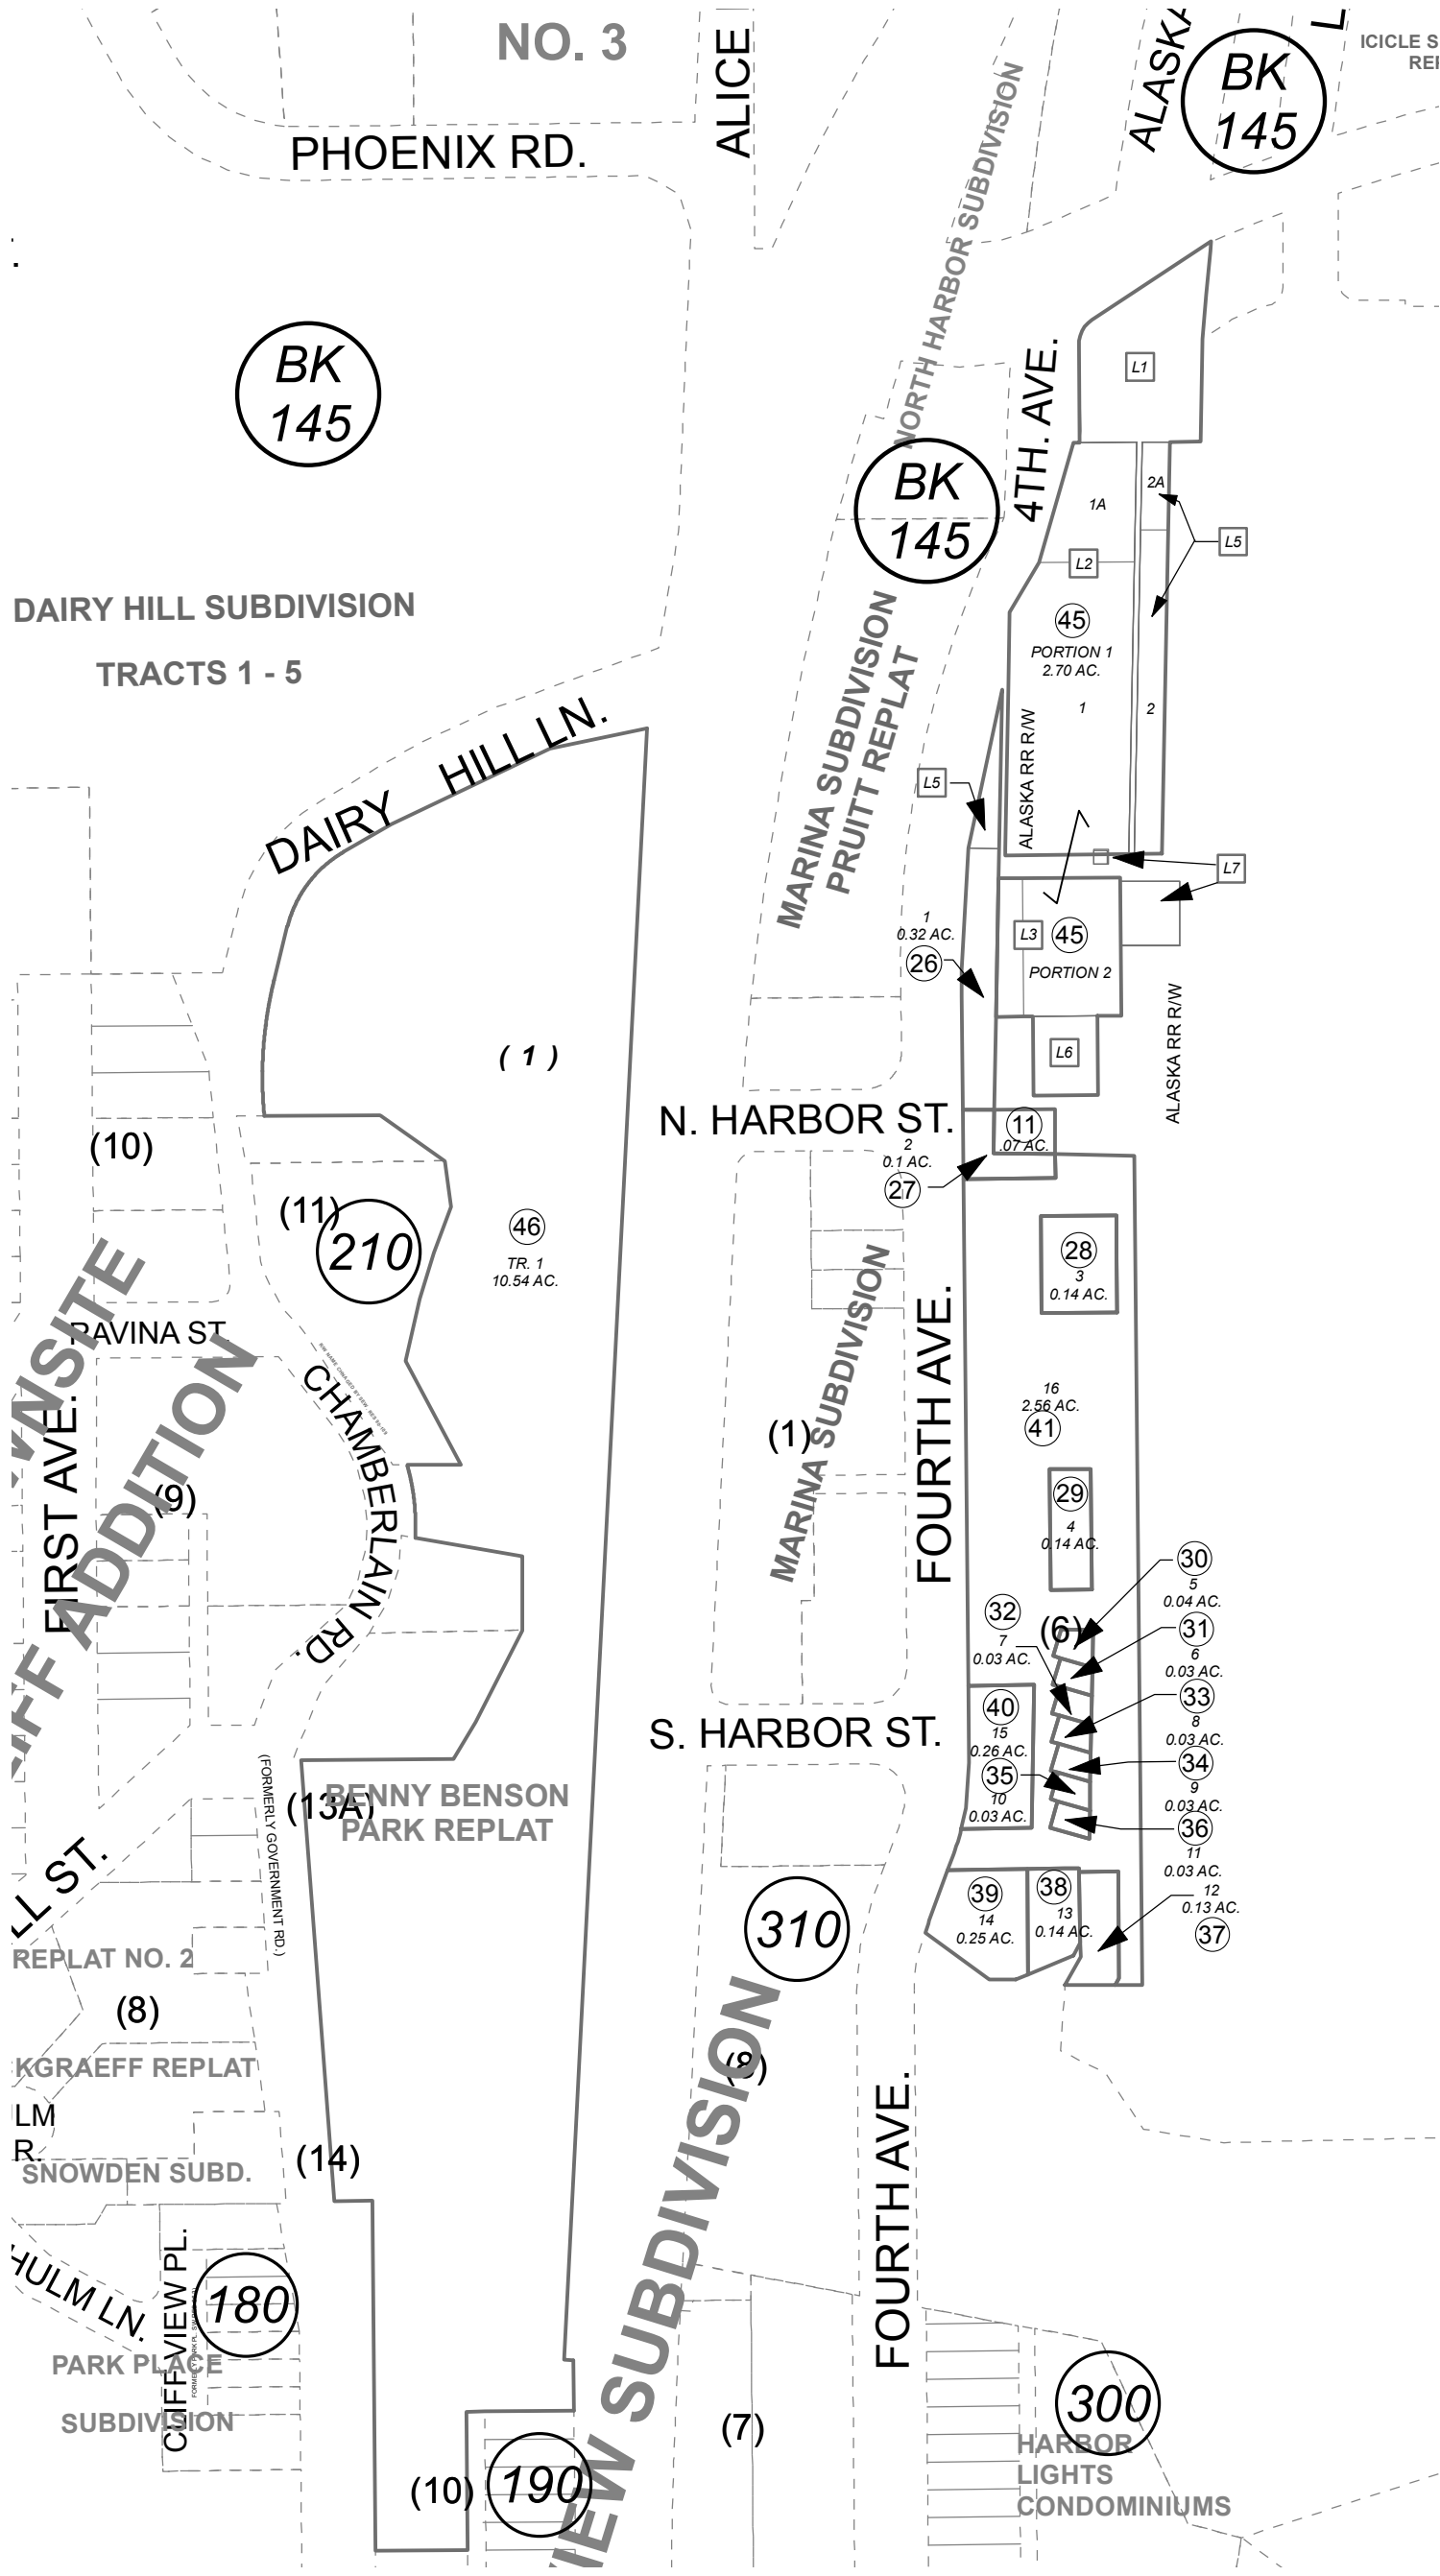 NO. 3
ALICE
ALASKA
BK
145
ICICLE S
REP
PHOENIX RD.
NORTH HARBOR SUBDIVISION
BK
145
L1
4TH. AVE.
BK
145
1A
2A
L2
L5
DAIRY HILL SUBDIVISION
TRACTS 1 - 5
45
PORTION 1
2.70 AC.
1
2
ALASKA RR R/W
MARINA SUBDIVISION
PRUITT REPLAT
DAIRY HILL LN.
L5
L7
1
0.32 AC.
26
L3
45
PORTION 2
ALASKA RR R/W
L6
( 1 )
N. HARBOR ST.
11
.07 AC.
2
0.1 AC.
27
(10)
(11)
210
46
TR. 1
10.54 AC.
28
3
0.14 AC.
RAVINA ST.
WNSITE
FIRST AVE.
FF ADDITION
(9)
CHAMBERLAIN RD.
(1)
MARINA SUBDIVISION
FOURTH AVE.
16
2.56 AC.
41
29
4
0.14 AC.
30
5
0.04 AC.
32
7
0.03 AC.
(6)
31
6
0.03 AC.
33
8
0.03 AC.
40
15
0.26 AC.
34
9
0.03 AC.
35
10
0.03 AC.
36
11
0.03 AC.
S. HARBOR ST.
(FORMERLY GOVERNMENT RD.)
(13A)
BENNY BENSON
PARK REPLAT
39
14
0.25 AC.
38
13
0.14 AC.
12
0.13 AC.
37
310
LL ST.
REPLAT NO. 2
(8)
KGRAEFF REPLAT
LM
R.
SNOWDEN SUBD.
(14)
(8)
VIEW SUBDIVISION
FOURTH AVE.
HULM LN.
CLIFFVIEW PL.
180
PARK PLACE
SUBDIVISION
(10)
190
(7)
300
HARBOR
LIGHTS
CONDOMINIUMS